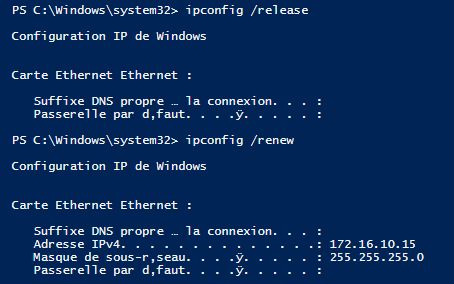 PS C:\Windows\system32> ipconfig /release
Configuration IP de Windows
Carte Ethernet Ethernet :
Suffixe DNS propre … la connexion. . . :
Passerelle par d‚faut. . . .ÿ. . . . . :
PS C:\Windows\system32> ipconfig /renew
Configuration IP de Windows
Carte Ethernet Ethernet :
Suffixe DNS propre … la connexion. . . :
Adresse IPv4. . . . . . . . . . . . . .: 172.16.10.15
Masque de sous-r‚seau. . . .ÿ. . . . . : 255.255.255.0
Passerelle par d‚faut. . . .ÿ. . . . . :